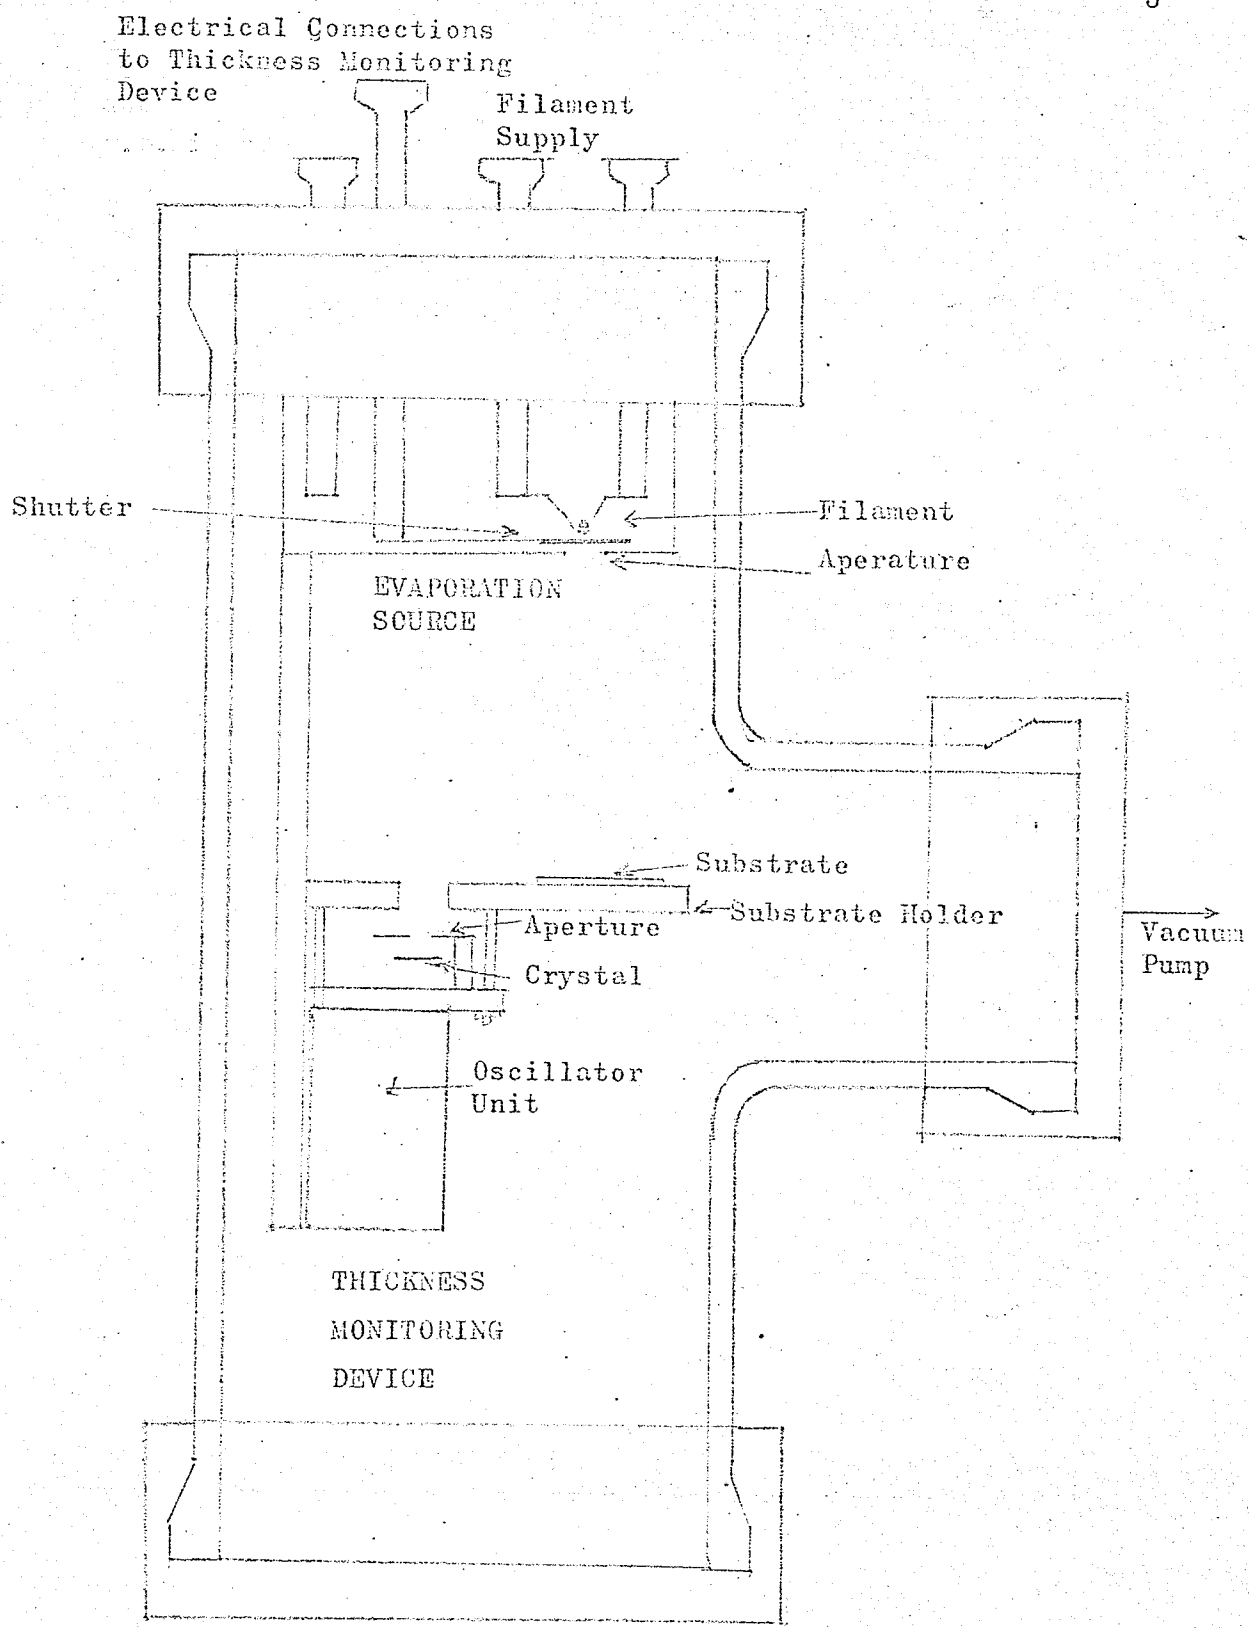 Electrical Connections
to Thickness Monitoring
Device
Filament
Supply
Shutter
Filament
Aperature
EVAPORATION
SOURCE
Substrate
Substrate Holder
Aperture
Crystal
Vacuum
Pump
Oscillator
Unit
THICKNESS
MONITORING
DEVICE